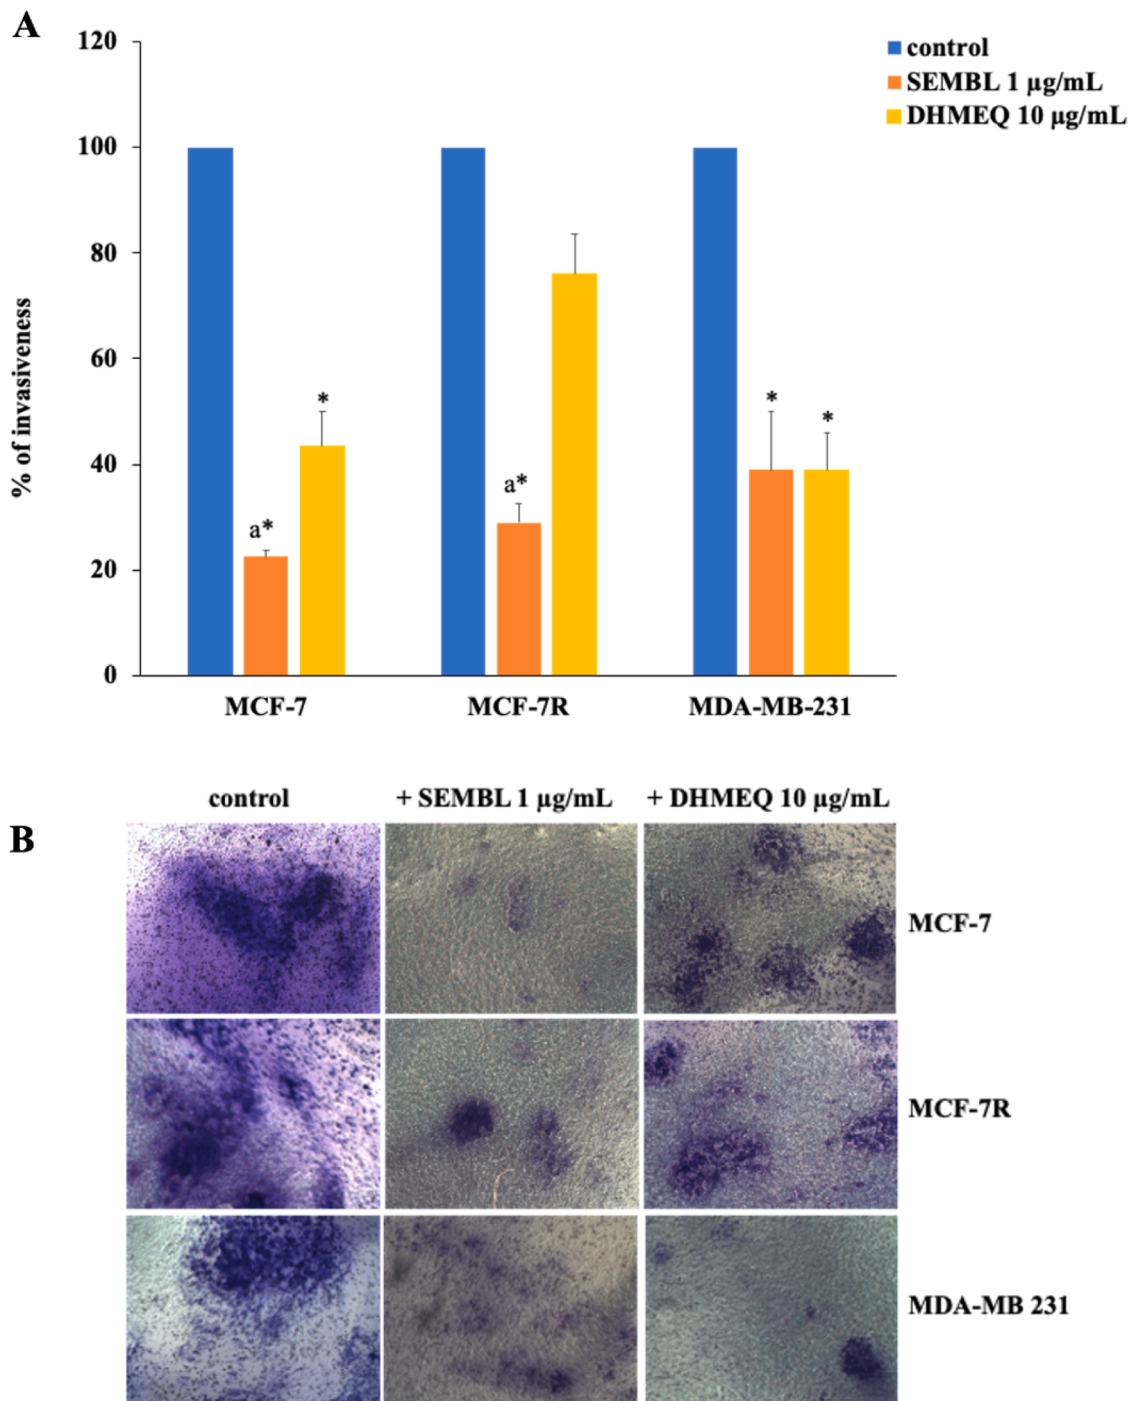 A
120
100
80
60
40
20
0
% of invasiveness
control
SEMBL 1 µg/mL
DHMEQ 10 µg/mL
a*
*
a*
*
*
MCF-7
MCF-7R
MDA-MB-231
B
control
+ SEMBL 1 µg/mL
+ DHMEQ 10 µg/mL
MCF-7
MCF-7R
MDA-MB 231